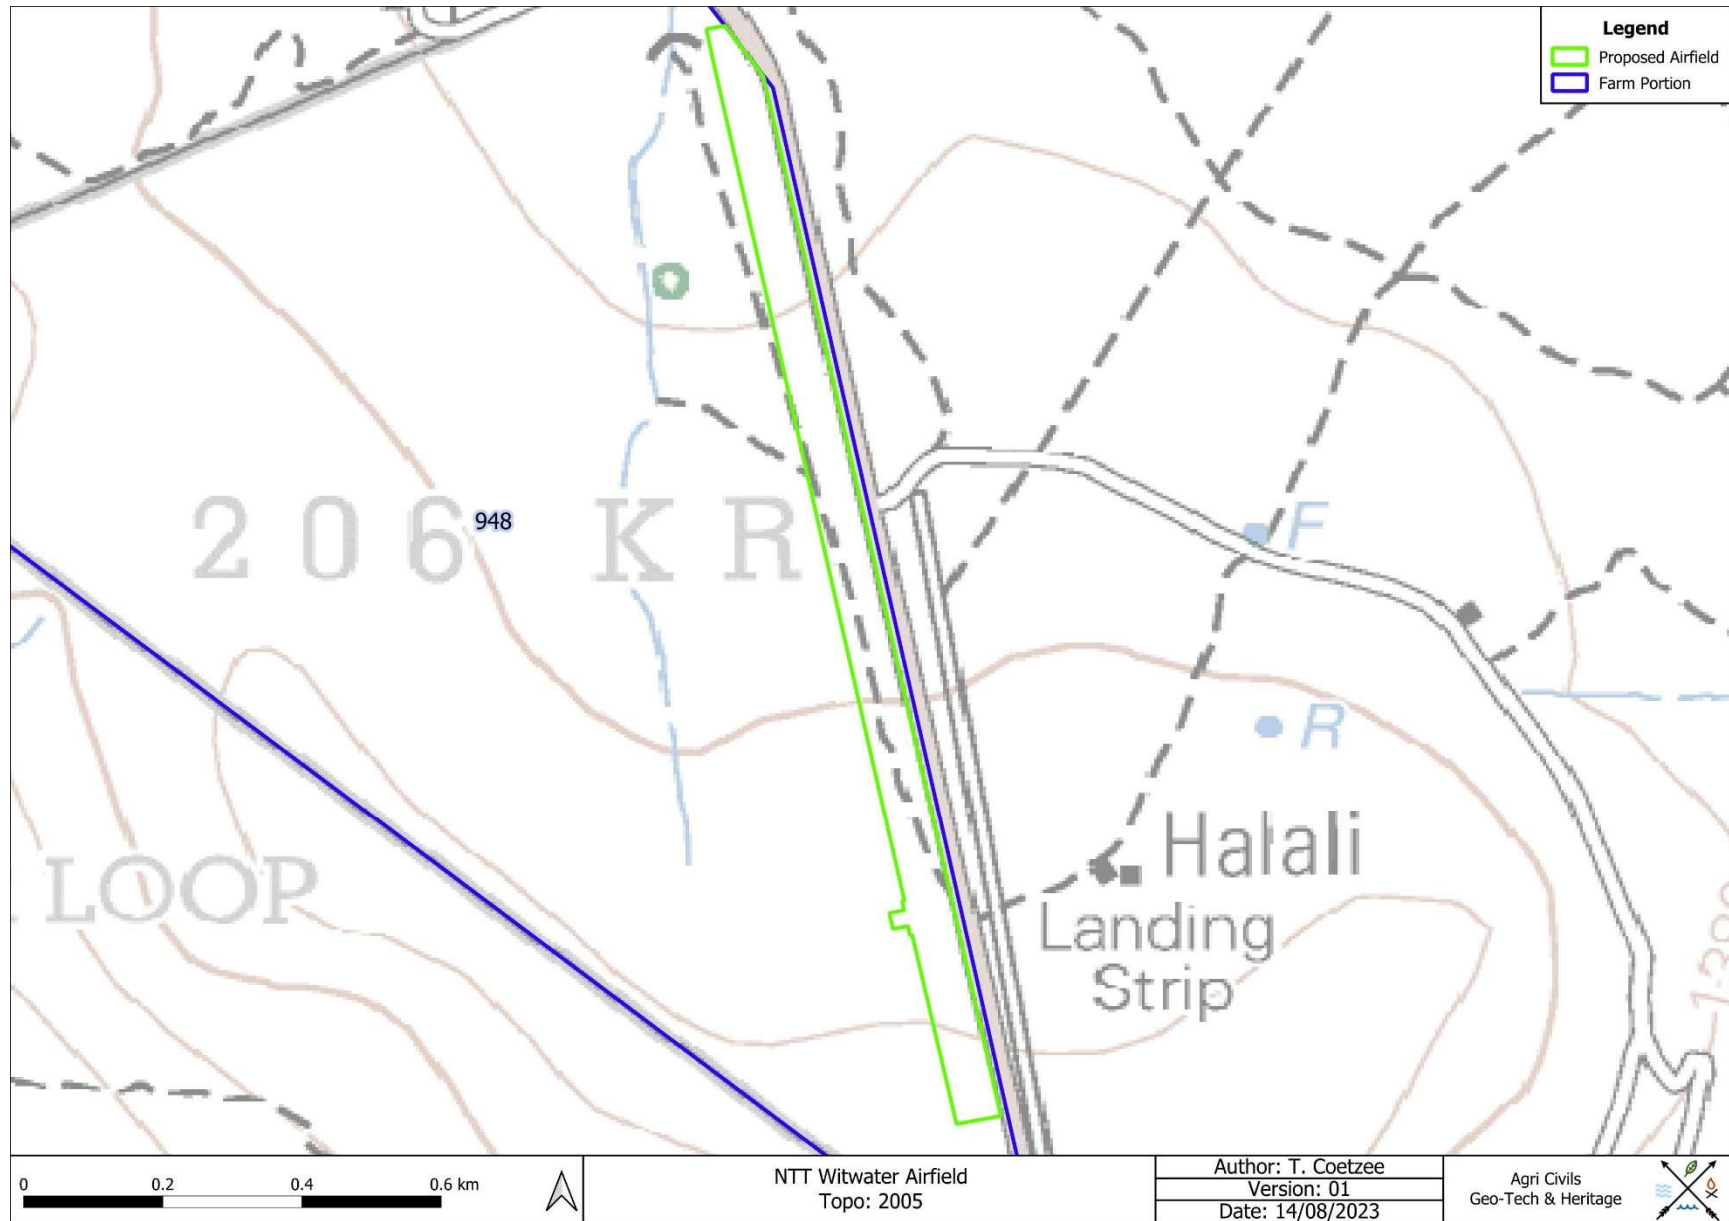 Legend
Proposed Airfield
Farm Portion
206 KR
948
F
R
Halali
Landing
Strip
LOOP
0 0.2 0.4 0.6 km
NTT Witwater Airfield
Topo: 2005
Author: T. Coetzee
Version: 01
Date: 14/08/2023
Agri Civils
Geo-Tech & Heritage